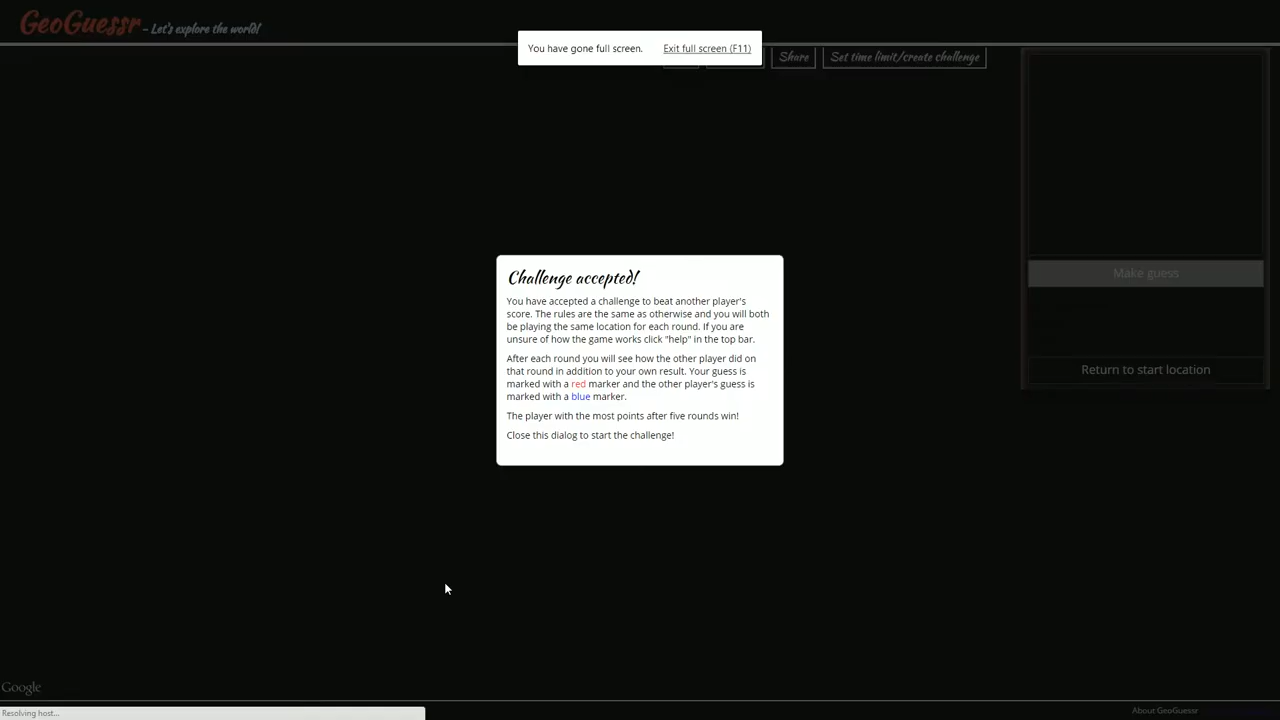 GeoGuessr - Let's explore the world!
You have gone full screen. Exit full screen (F11)
Share
Set time limit/create challenge
Challenge accepted!
You have accepted a challenge to beat another player's
score. The rules are the same as otherwise and you will both
be playing the same location for each round. If you are
unsure of how the game works click "help" in the top bar.
After each round you will see how the other player did on
that round in addition to your own result. Your guess is
marked with a red marker and the other player's guess is
marked with a blue marker.
The player with the most points after five rounds win!
Close this dialog to start the challenge!
Make guess
Return to start location
Google
Resolving host...
About GeoGuessr